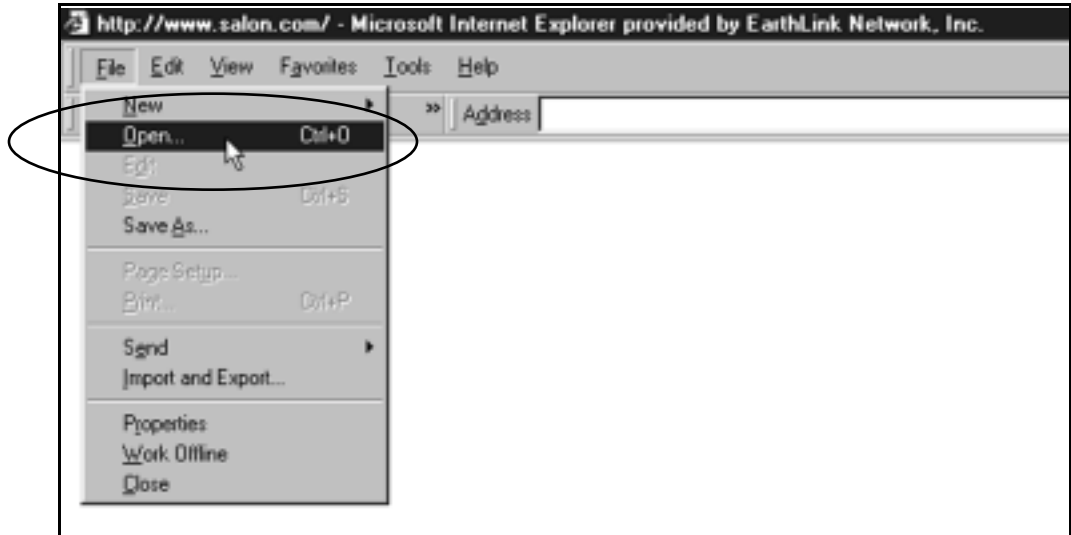 http://www.salon.com/ - Microsoft Internet Explorer provided by EarthLink Network, Inc.
File Edit View Favorites Tools Help
» Address
New
Open... Ctrl+O
Edit
Save Ctrl+S
Save As...
Page Setup...
Print... Ctrl+P
Send
Import and Export...
Properties
Work Offline
Close